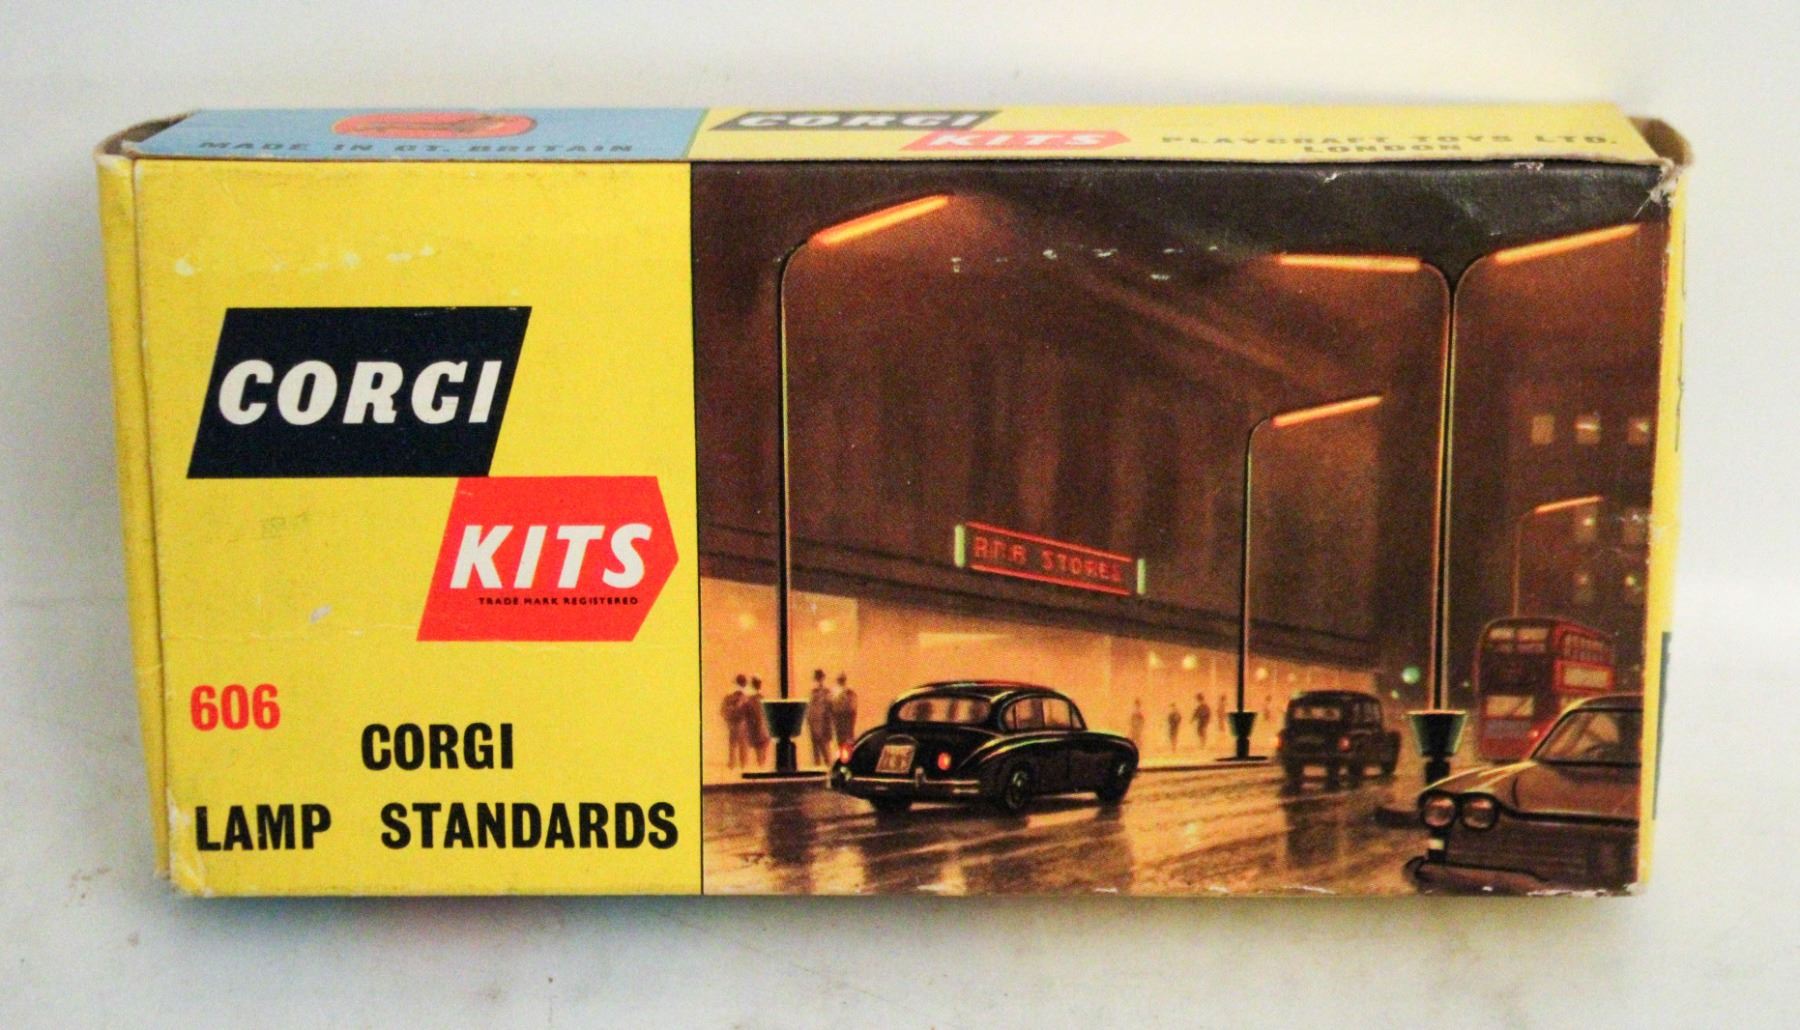 MADE IN GT. BRITAIN
CORGI
KITS
PLAYCRAFT TOYS LTD.
LONDON
CORGI
KITS
TRADE MARK REGISTERED
606
CORGI
LAMP STANDARDS
STORES